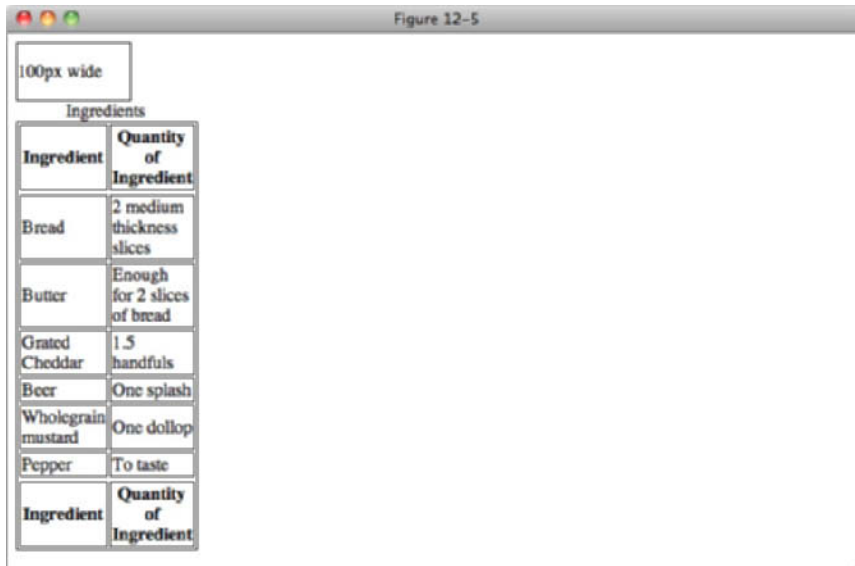 Figure 12-5
100px wide
Ingredients
Ingredient
Quantity
of
Ingredient
Bread
2 medium
thickness
slices
Butter
Enough
for 2 slices
of bread
Grated
Cheddar
1.5
handfuls
Beer
One splash
Wholegrain
mustard
One dollop
Pepper
To taste
Ingredient
Quantity
of
Ingredient